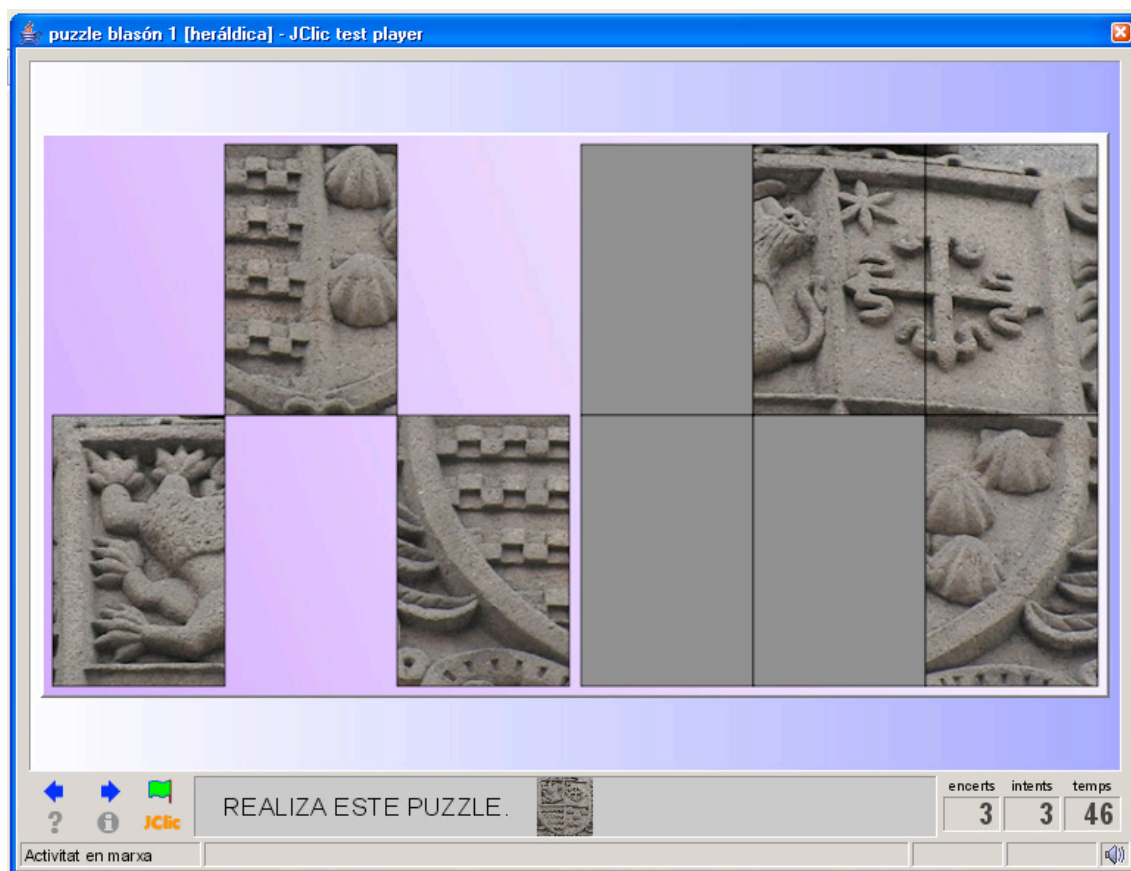 puzzle blasón 1 [heráldica] - JClic test player
REALIZA ESTE PUZZLE.
encerts intents temps
3 3 46
? i JClic
Activitat en marxa